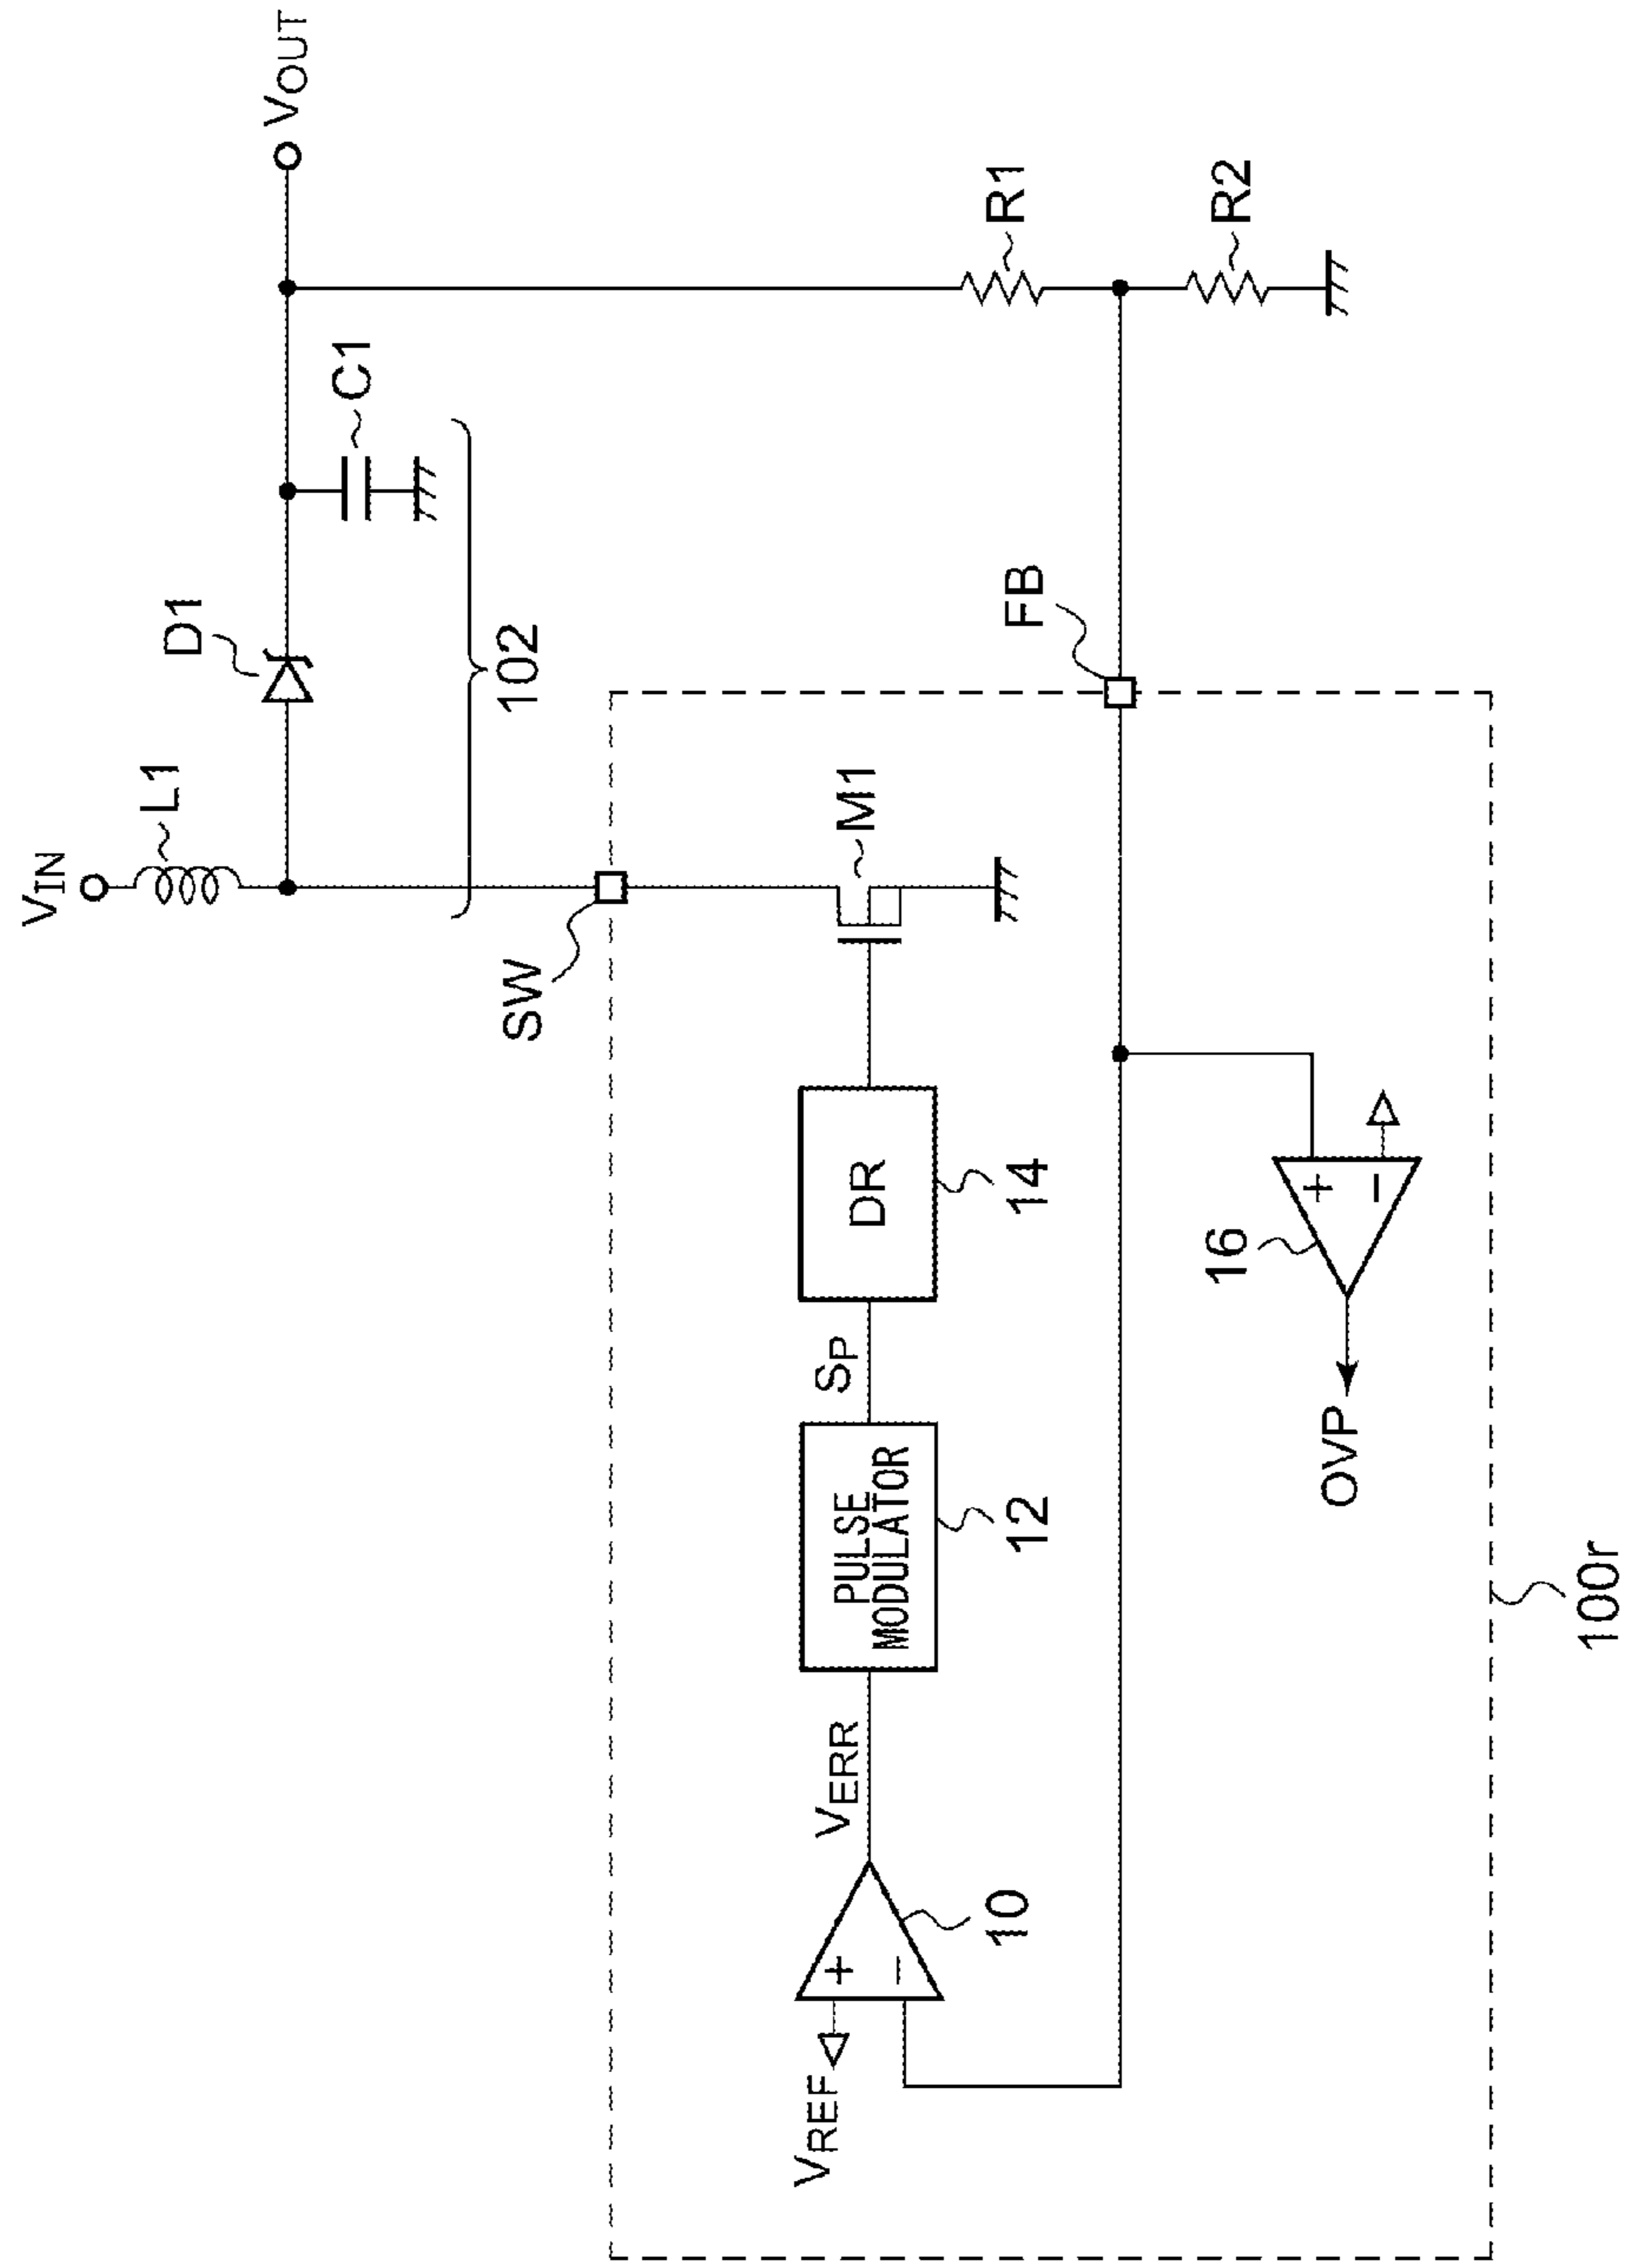 VIN
L1
D1
VOUT
C1
102
SW
M1
R1
FB
R2
VREF
+
−
10
VERR
PULSE
MODULATOR
12
SP
DR
14
16
+
−
OVP
100r